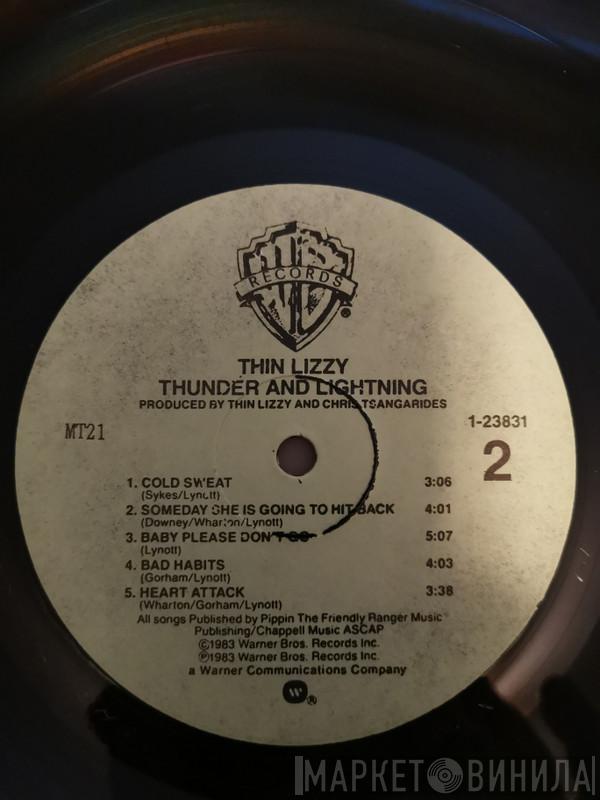 WB
RECORDS
®
THIN LIZZY
THUNDER AND LIGHTNING
PRODUCED BY THIN LIZZY AND CHRIS TSANGARIDES
MT21
1-23831
2
1. COLD SWEAT 3:06
(Sykes/Lynott)
2. SOMEDAY SHE IS GOING TO HIT BACK 4:01
(Downey/Wharton/Lynott)
3. BABY PLEASE DON'T GO 5:07
(Lynott)
4. BAD HABITS 4:03
(Gorham/Lynott)
5. HEART ATTACK 3:38
(Wharton/Gorham/Lynott)
All songs Published by Pippin The Friendly Ranger Music
Publishing/Chappell Music ASCAP
©1983 Warner Bros. Records Inc.
℗1983 Warner Bros. Records Inc.
a Warner Communications Company
®
МАРКЕТ ВИНИЛА